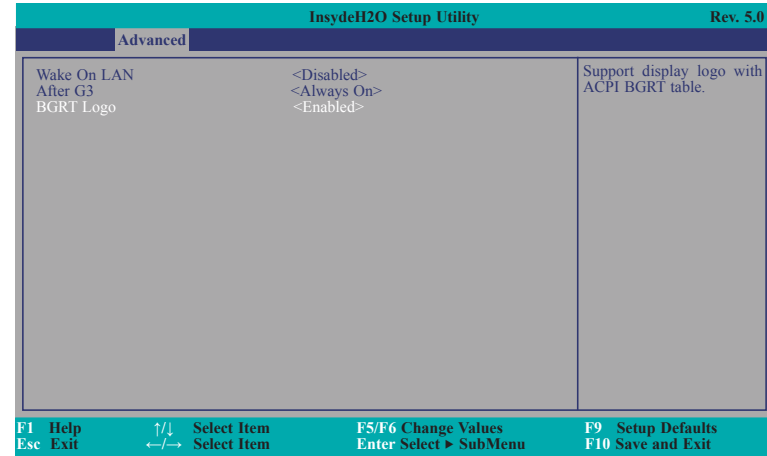 InsydeH2O Setup Utility Rev. 5.0
Advanced
Wake On LAN <Disabled>
After G3 <Always On>
BGRT Logo <Enabled>
Support display logo with
ACPI BGRT table.
F1 Help ↑/↓ Select Item F5/F6 Change Values F9 Setup Defaults
Esc Exit ←/→ Select Item Enter Select ▶ SubMenu F10 Save and Exit